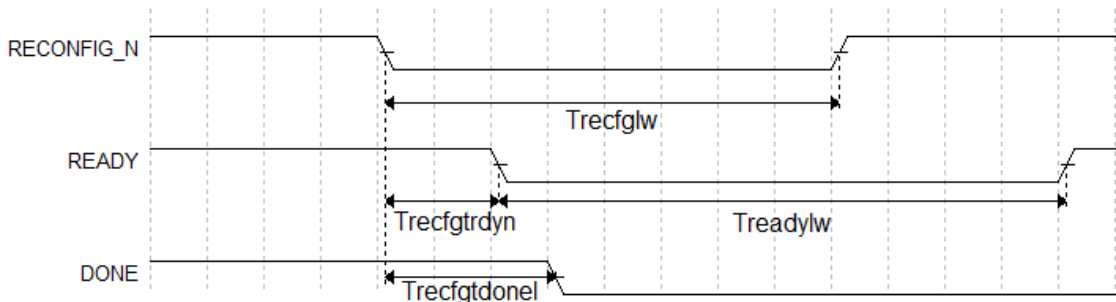 RECONFIG_N
Trecfglw
READY
Trecfgtrdyn
Treadylw
DONE
Trecfgtdonel